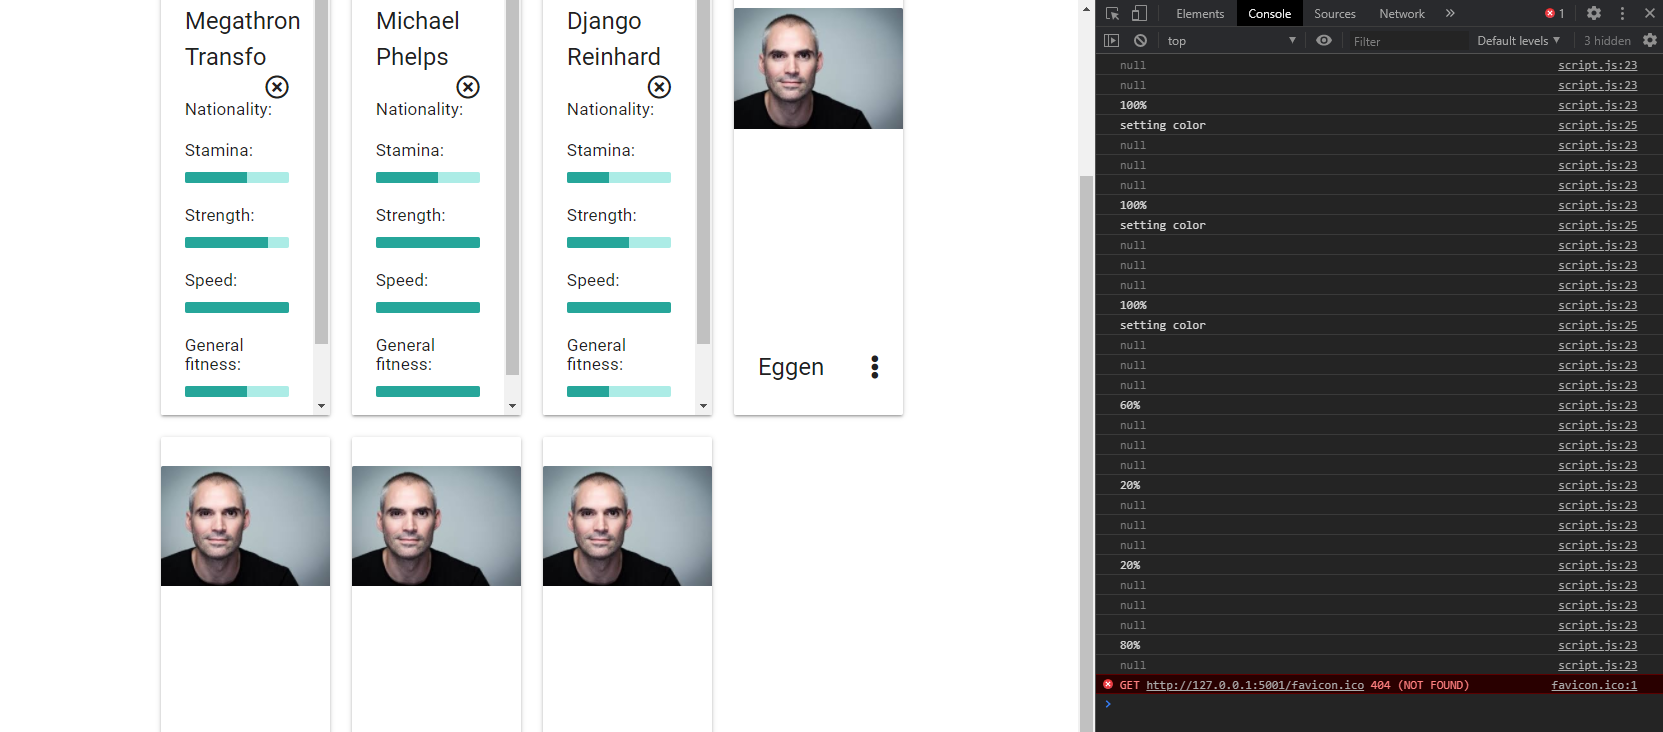 Megathron
Transfo
Nationality:
Stamina:
Strength:
Speed:
General
fitness:
Michael
Phelps
Nationality:
Stamina:
Strength:
Speed:
General
fitness:
Django
Reinhard
Nationality:
Stamina:
Strength:
Speed:
General
fitness:
Eggen
Elements Console Sources Network » 1
top Filter Default levels 3 hidden
null script.js:23
null script.js:23
100% script.js:23
setting color script.js:25
null script.js:23
null script.js:23
null script.js:23
100% script.js:23
setting color script.js:25
null script.js:23
null script.js:23
null script.js:23
100% script.js:23
setting color script.js:25
null script.js:23
null script.js:23
null script.js:23
60% script.js:23
null script.js:23
null script.js:23
null script.js:23
20% script.js:23
null script.js:23
null script.js:23
null script.js:23
20% script.js:23
null script.js:23
null script.js:23
null script.js:23
80% script.js:23
null script.js:23
GET http://127.0.0.1:5001/favicon.ico 404 (NOT FOUND) favicon.ico:1